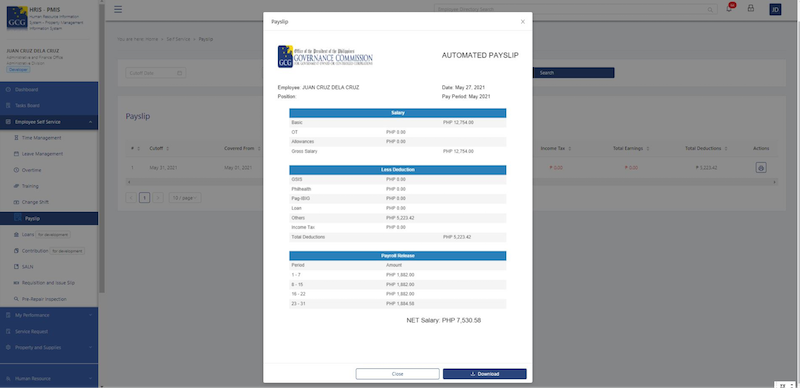 HRIS - PMIS
Human Resource Information
System - Property Management
Information System
GCG
JUAN CRUZ DELA CRUZ
Administrative and Finance Office
Administrative Division
Developer
Dashboard
Tasks Board
Employee Self Service
Time Management
Leave Management
Overtime
Training
Change Shift
Payslip
Loans for development
Contribution for development
SALN
Requisition and Issue Slip
Pre Repair Inspection
My Performance
Service Request
Property and Supplies
Human Resource
JD
You are here: Home > Self Service > Payslip
Cutoff Date
Search
Payslip
# Cutoff Covered From
Income Tax Total Earnings Total Deductions Actions
1 May 31, 2021 May 01, 2021
0.00 0.00 5,223.42
1 10 / page
Payslip
GCG
Office of the President of the Philippines
GOVERNANCE COMMISSION
FOR GOVERNMENT OWNED OR CONTROLLED CORPORATIONS
AUTOMATED PAYSLIP
Employee: JUAN CRUZ DELA CRUZ
Date: May 27, 2021
Position:
Pay Period: May 2021
Salary
Basic PHP 12,754.00
OT PHP 0.00
Allowances PHP 0.00
Gross Salary PHP 12,754.00
Less Deduction
GSIS PHP 0.00
Philhealth PHP 0.00
Pag-IBIG PHP 0.00
Loan PHP 0.00
Others PHP 5,223.42
Income Tax PHP 0.00
Total Deductions PHP 5,223.42
Payroll Release
Period Amount
1 - 7 PHP 1,882.00
8 - 15 PHP 1,882.00
16 - 22 PHP 1,882.00
23 - 31 PHP 1,884.58
NET Salary: PHP 7,530.58
Close
Download